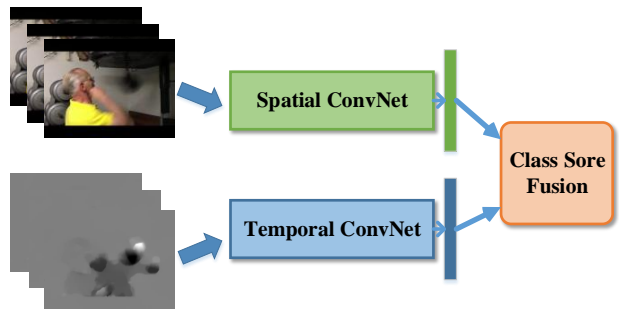 Spatial ConvNet
Temporal ConvNet
Class Sore
Fusion